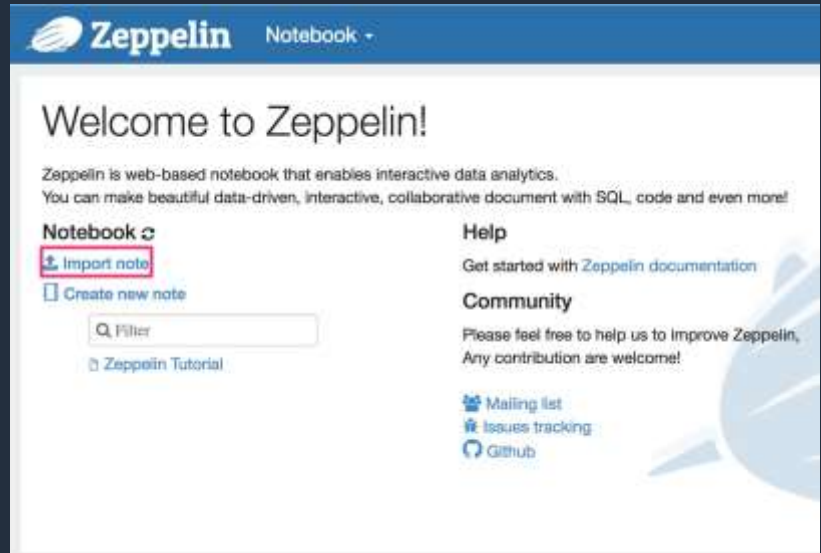 Zeppelin Notebook
Welcome to Zeppelin!
Zeppelin is web-based notebook that enables interactive data analytics.
You can make beautiful data-driven, interactive, collaborative document with SQL, code and even more!
Notebook
Import note
Create new note
Filter
Zeppelin Tutorial
Help
Get started with Zeppelin documentation
Community
Please feel free to help us to improve Zeppelin,
Any contribution are welcome!
Mailing list
Issues tracking
Github